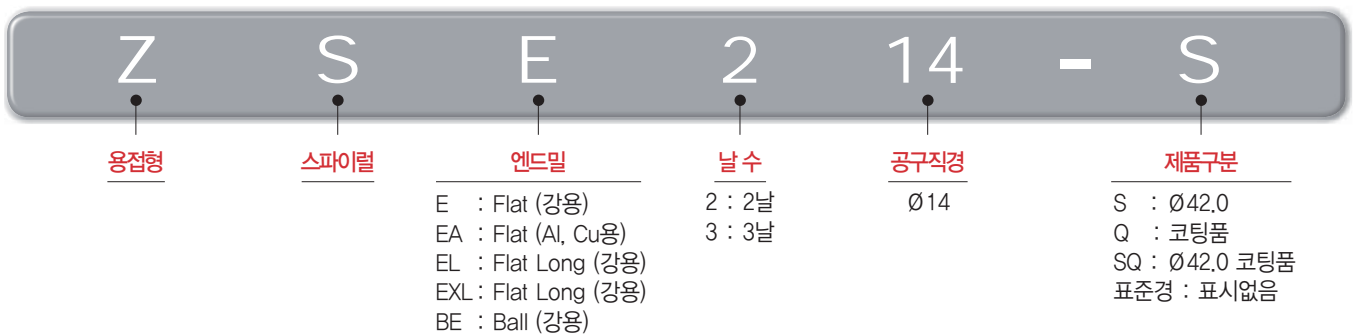 Z S E 2 14 - S
용접형 스파이럴 엔드밀 날 수 공구직경 제품구분
E : Flat (강용) 2 : 2날 Ø14 S : Ø42.0
EA : Flat (Al, Cu용) 3 : 3날 Q : 코팅품
EL : Flat Long (강용) SQ : Ø42.0 코팅품
EXL : Flat Long (강용) 표준경 : 표시없음
BE : Ball (강용)